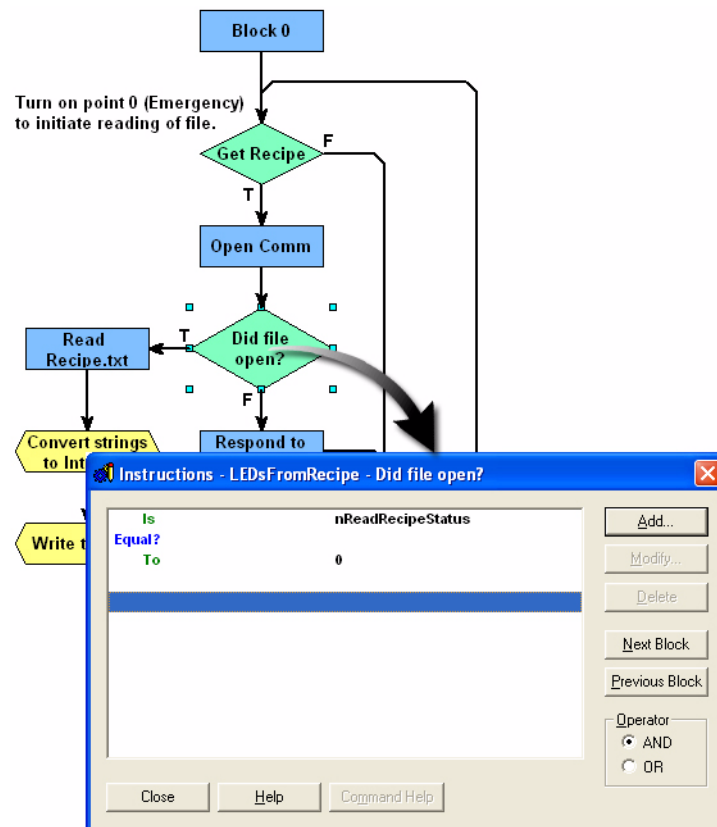 Block 0
Turn on point 0 (Emergency)
to initiate reading of file.
Get Recipe
F
T
Open Comm
Did file
open?
T
F
Read
Recipe.txt
Convert strings
to Int
Respond to
Write t
Instructions - LEDsFromRecipe - Did file open?
Is nReadRecipeStatus
Equal?
To 0
Add...
Modify...
Delete
Next Block
Previous Block
Operator
AND
OR
Close
Help
Command Help